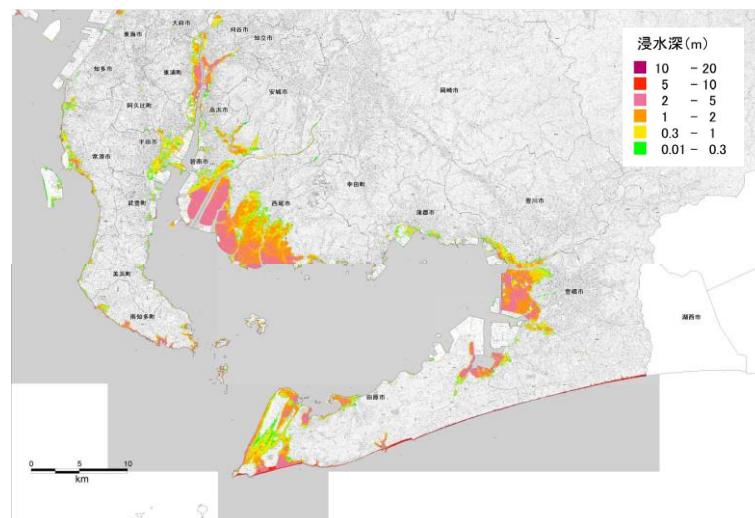 大府市
刈谷市
東海市
知立市
知多市
東浦町
安城市
岡崎市
阿久比町
高浜市
半田市
常滑市
碧南市
幸田町
西尾市
武豊町
蒲郡市
豊川市
美浜町
豊橋市
南知多町
湖西市
田原市
浸水深(m)
10 - 20
5 - 10
2 - 5
1 - 2
0.3 - 1
0.01 - 0.3
0 5 10
km